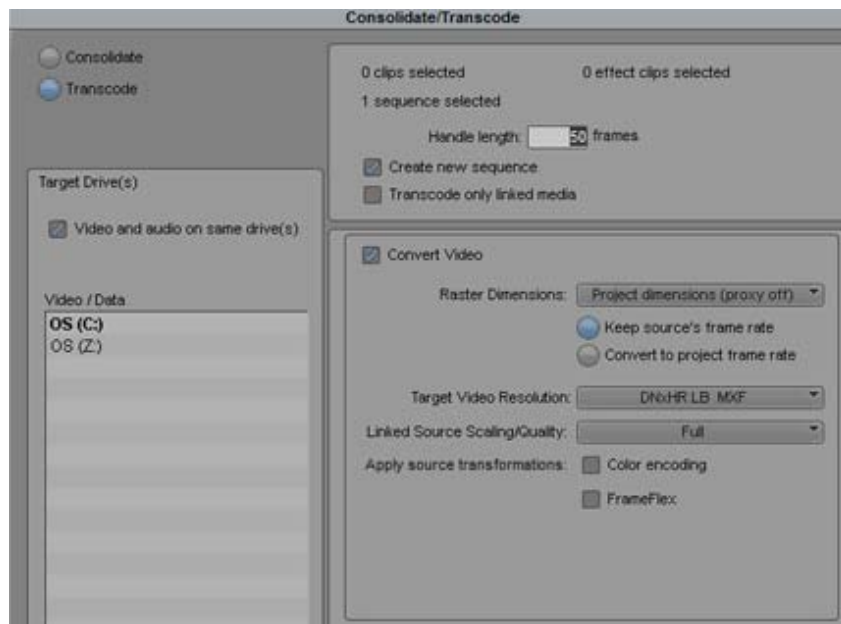 Consolidate/Transcode
Consolidate
Transcode
0 clips selected
0 effect clips selected
1 sequence selected
Handle length: 50 frames
Create new sequence
Transcode only linked media
Target Drive(s)
Video and audio on same drive(s)
Video / Data
OS (C:)
OS (Z:)
Convert Video
Raster Dimensions: Project dimensions (proxy off)
Keep source's frame rate
Convert to project frame rate
Target Video Resolution: DNxHR LB MXF
Linked Source Scaling/Quality: Full
Apply source transformations: Color encoding
FrameFlex